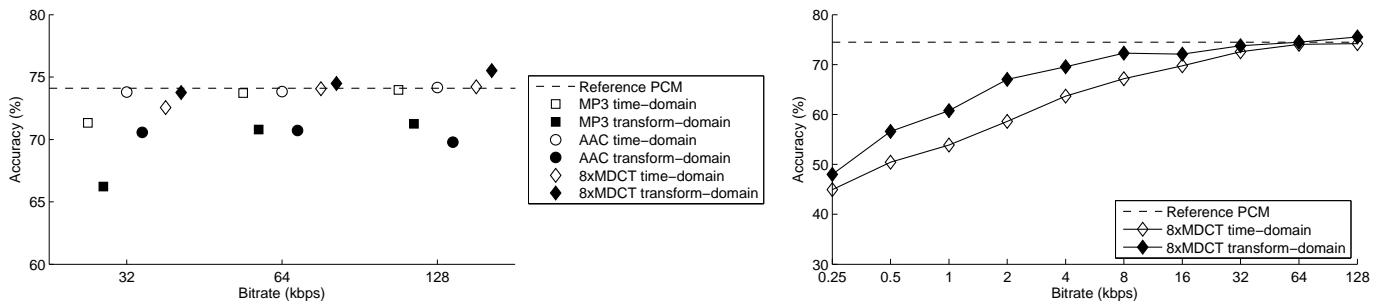 80
75
70
65
60
Accuracy (%)
32
64
128
Bitrate (kbps)
Reference PCM
MP3 time−domain
MP3 transform−domain
AAC time−domain
AAC transform−domain
8xMDCT time−domain
8xMDCT transform−domain
80
70
60
50
40
30
Accuracy (%)
0.25
0.5
1
2
4
8
16
32
64
128
Bitrate (kbps)
Reference PCM
8xMDCT time−domain
8xMDCT transform−domain